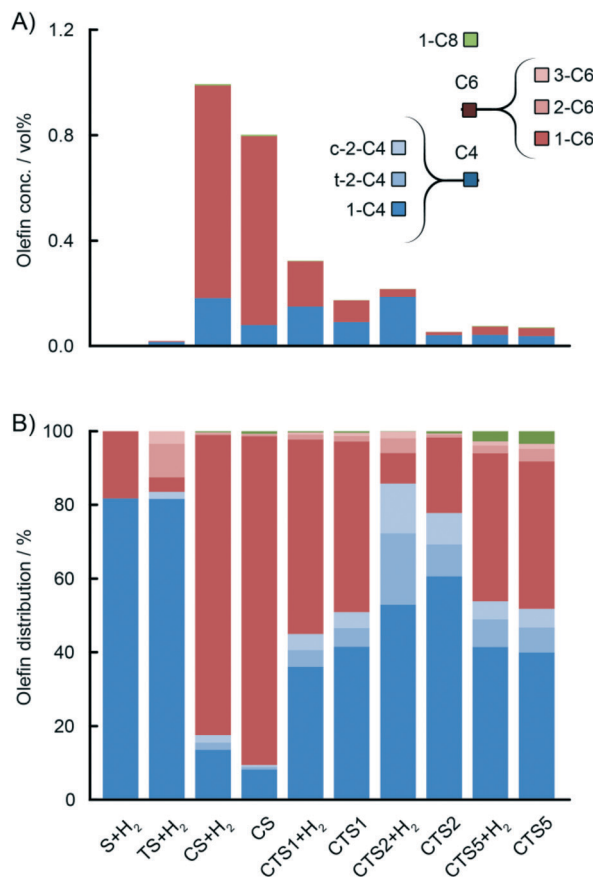 A)
Olefin conc. / vol%
1.2
0.8
0.4
0.0
1-C8
C6
3-C6
2-C6
1-C6
c-2-C4
t-2-C4
1-C4
C4
B)
Olefin distribution / %
100
80
60
40
20
0
S+H₂
TS+H₂
CS+H₂
CS
CTS1+H₂
CTS1
CTS2+H₂
CTS2
CTS5+H₂
CTS5